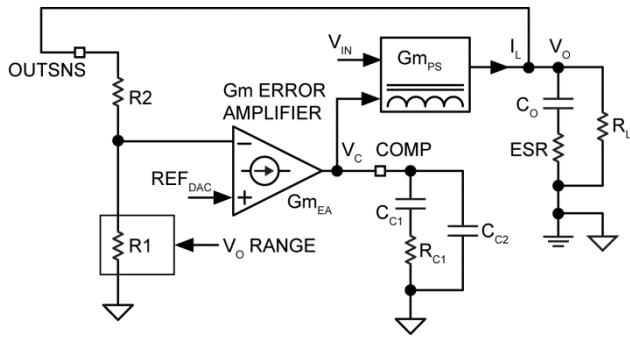 V_IN
Gm_PS
I_L
V_O
OUTSNS
R2
Gm ERROR
AMPLIFIER
C_O
R_L
ESR
−
V_C
COMP
REF_DAC
+
Gm_EA
C_C1
C_C2
R_C1
R1
V_O RANGE